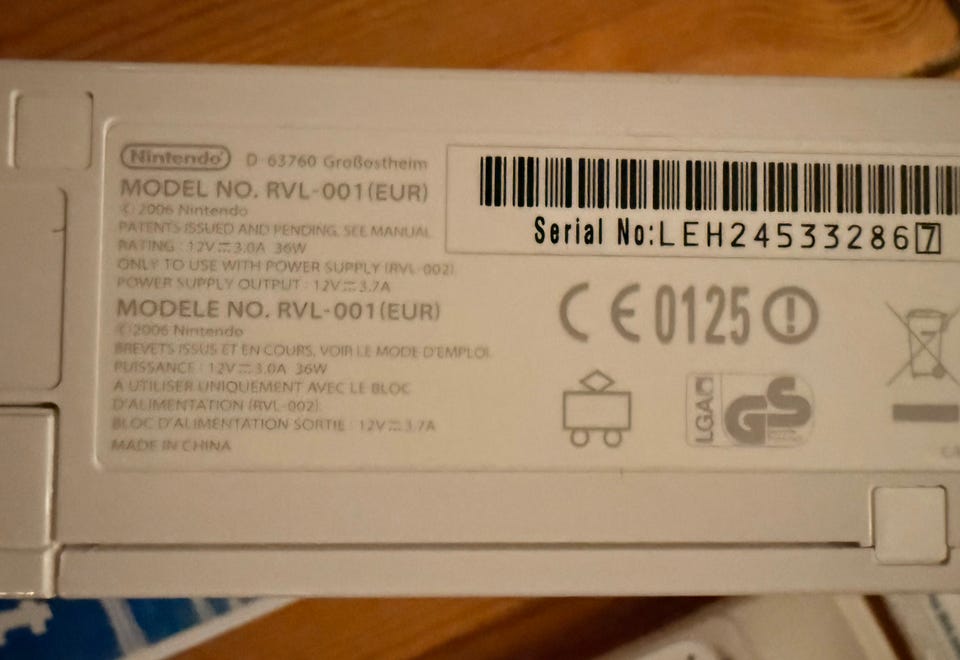 Nintendo D-63760 Großostheim
MODEL NO. RVL-001(EUR)
© 2006 Nintendo
PATENTS ISSUED AND PENDING, SEE MANUAL
RATING : 12V⎓3.0A 36W
ONLY TO USE WITH POWER SUPPLY (RVL-002)
POWER SUPPLY OUTPUT : 12V⎓3.7A
MODELE NO. RVL-001(EUR)
© 2006 Nintendo
BREVETS ISSUS ET EN COURS, VOIR LE MODE D'EMPLOI.
PUISSANCE : 12V⎓3.0A 36W
A UTILISER UNIQUEMENT AVEC LE BLOC
D'ALIMENTATION (RVL-002).
BLOC D'ALIMENTATION SORTIE : 12V⎓3.7A
MADE IN CHINA
Serial No:LEH245332867
CE 0125
LGA GS